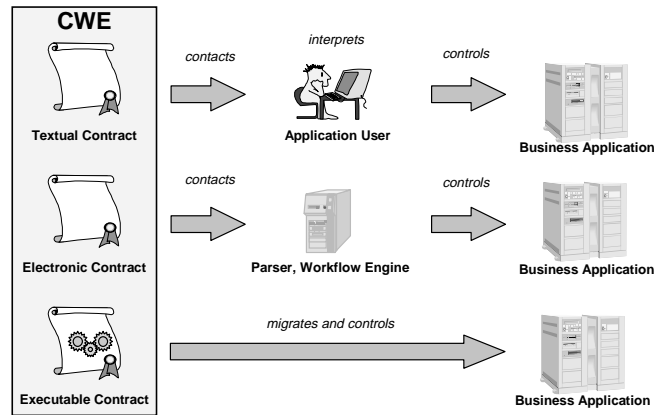 CWE
contacts
interprets
controls
Textual Contract
Application User
Business Application
contacts
controls
Electronic Contract
Parser, Workflow Engine
Business Application
migrates and controls
Executable Contract
Business Application